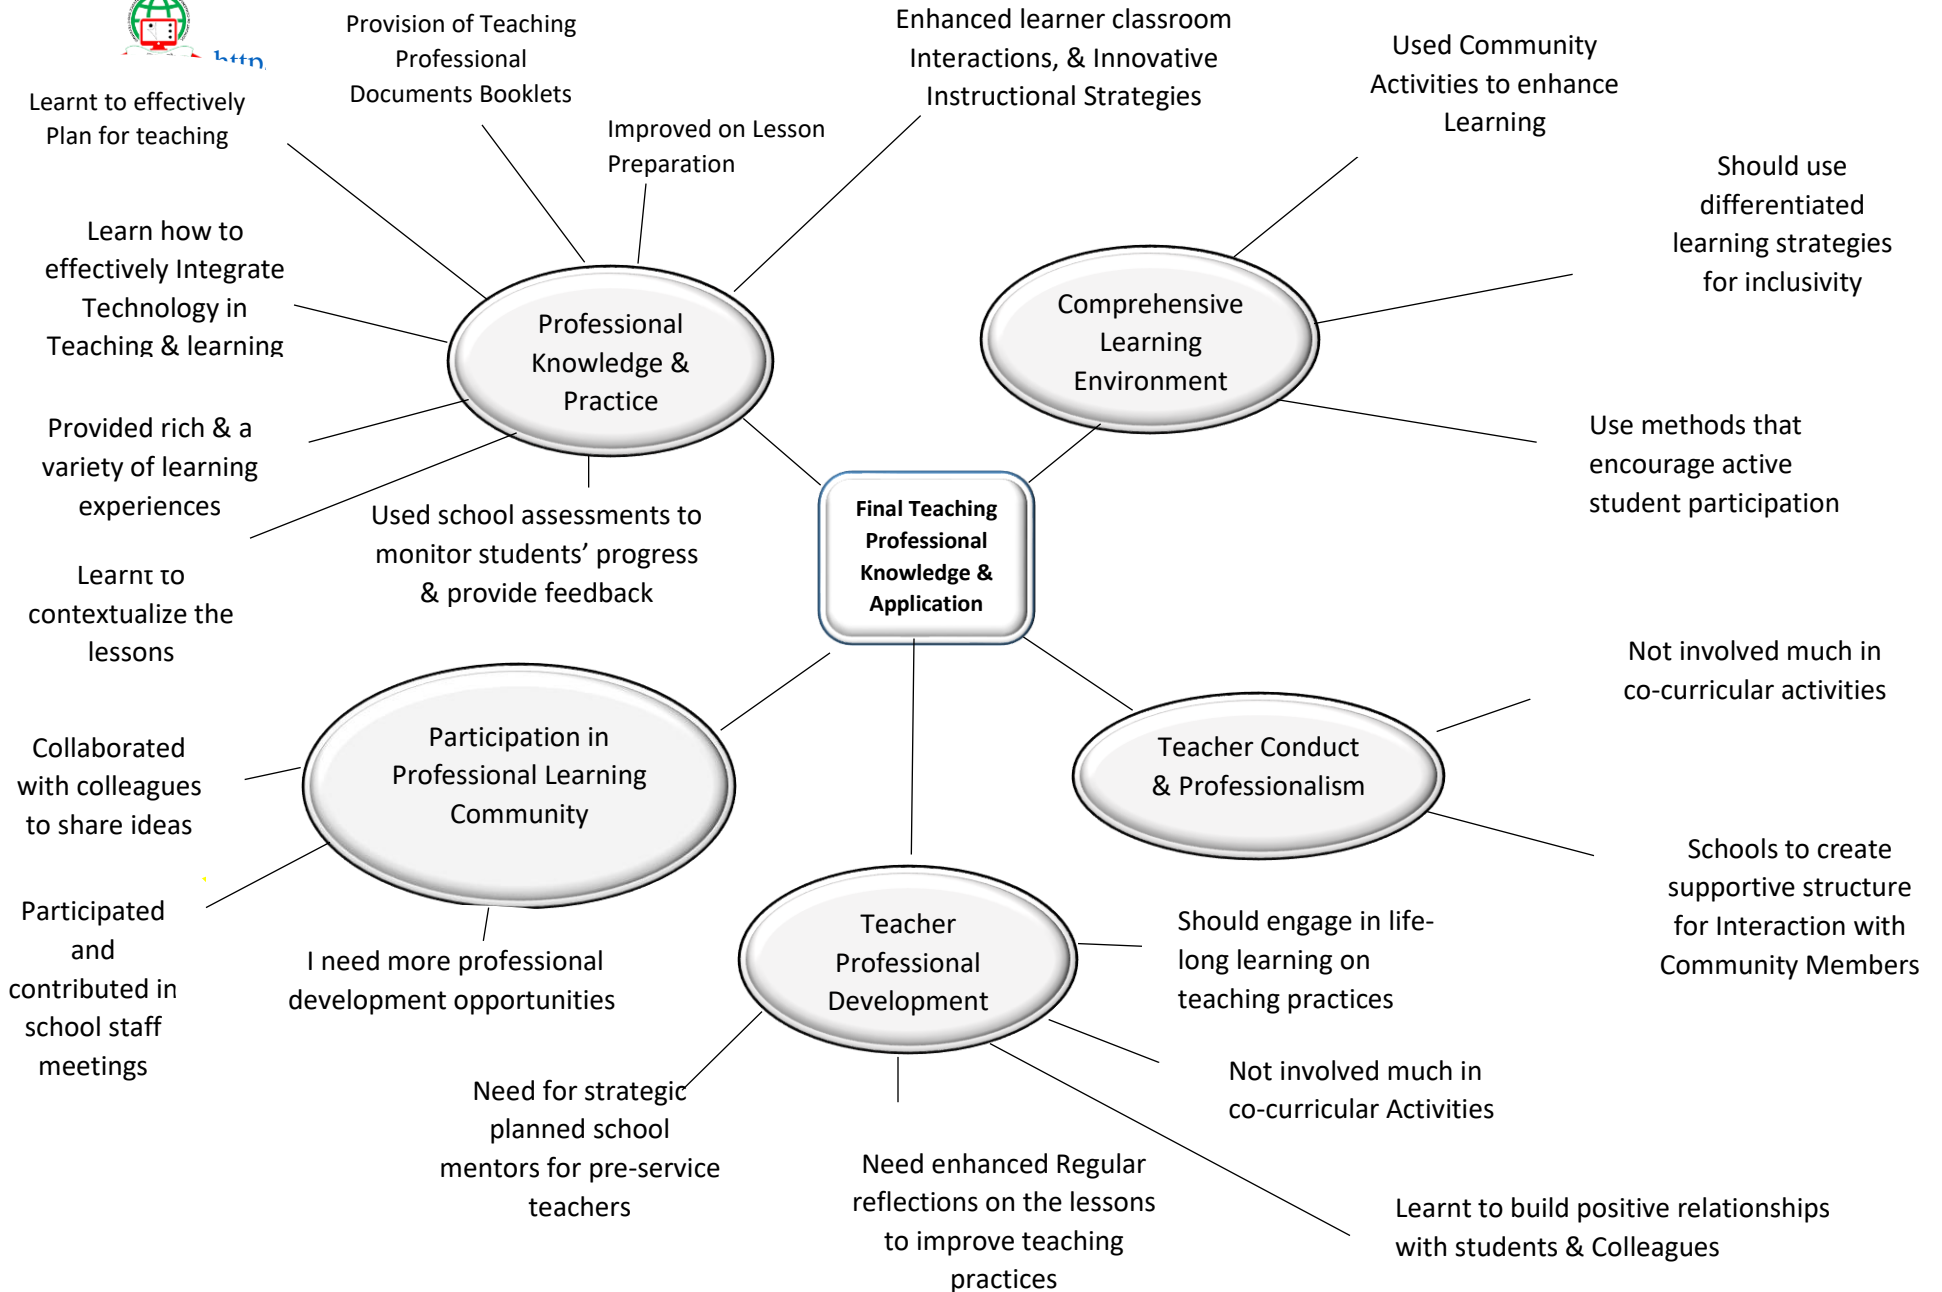 http
Provision of Teaching
Professional
Documents Booklets
Enhanced learner classroom
Interactions, & Innovative
Instructional Strategies
Used Community
Activities to enhance
Learning
Learnt to effectively
Plan for teaching
Improved on Lesson
Preparation
Should use
differentiated
learning strategies
for inclusivity
Learn how to
effectively Integrate
Technology in
Teaching & learning
Professional
Knowledge &
Practice
Comprehensive
Learning
Environment
Provided rich & a
variety of learning
experiences
Use methods that
encourage active
student participation
Used school assessments to
monitor students’ progress
& provide feedback
Final Teaching
Professional
Knowledge &
Application
Learnt to
contextualize the
lessons
Not involved much in
co-curricular activities
Participation in
Professional Learning
Community
Teacher Conduct
& Professionalism
Collaborated
with colleagues
to share ideas
Schools to create
supportive structure
for Interaction with
Community Members
Participated
and
contributed in
school staff
meetings
I need more professional
development opportunities
Teacher
Professional
Development
Should engage in life-
long learning on
teaching practices
Not involved much in
co-curricular Activities
Need for strategic
planned school
mentors for pre-service
teachers
Need enhanced Regular
reflections on the lessons
to improve teaching
practices
Learnt to build positive relationships
with students & Colleagues